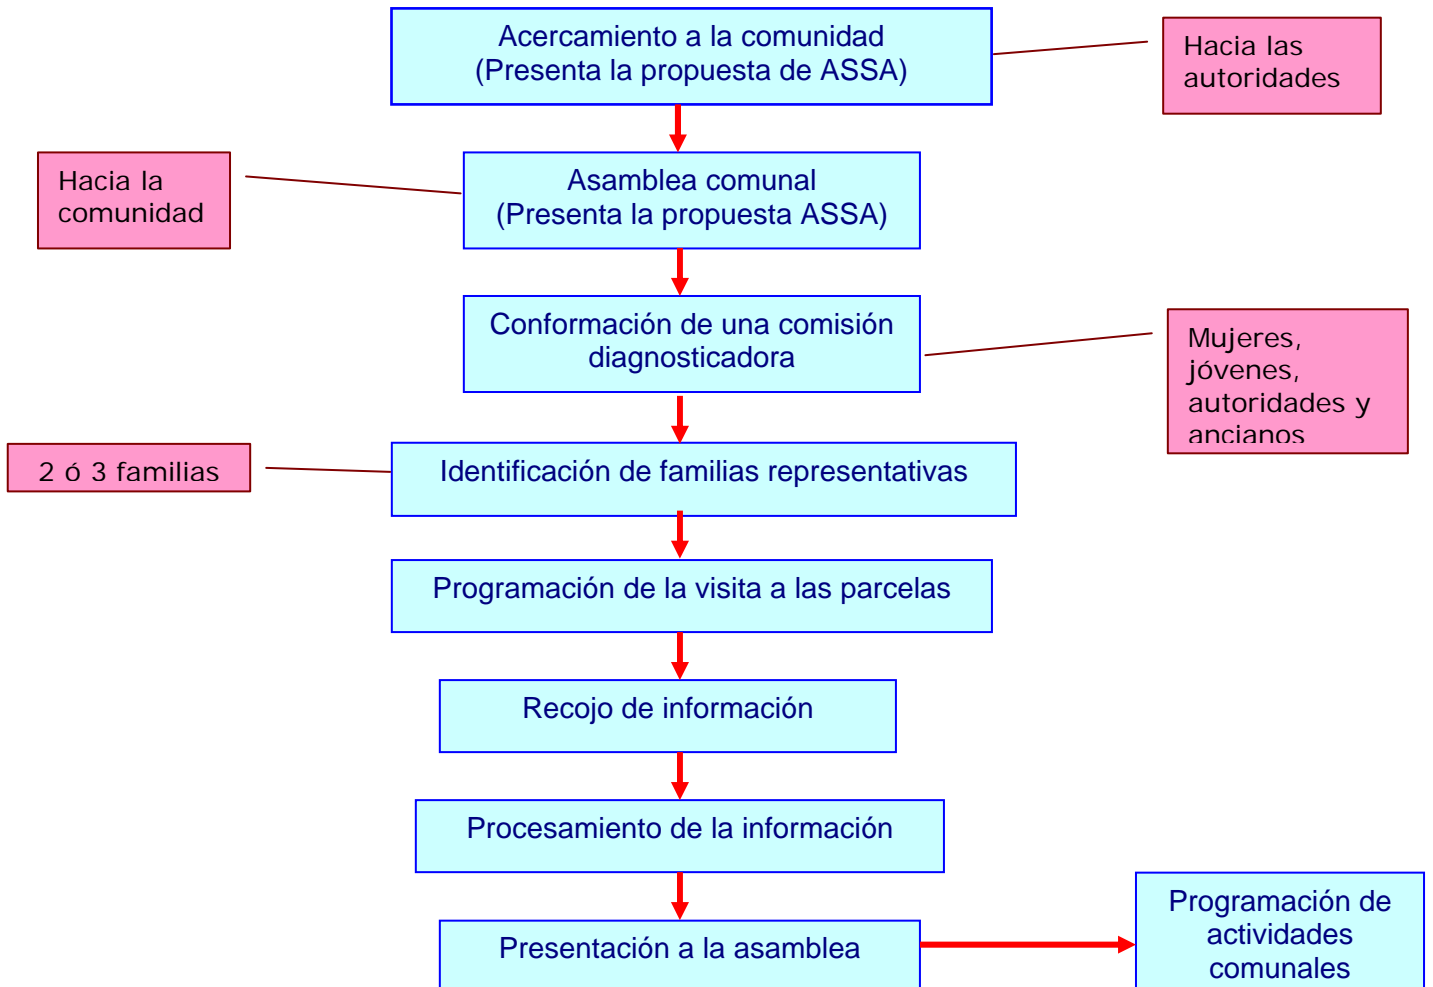 Acercamiento a la comunidad
(Presenta la propuesta de ASSA)
Hacia las
autoridades
Hacia la
comunidad
Asamblea comunal
(Presenta la propuesta ASSA)
Conformación de una comisión
diagnosticadora
Mujeres,
jóvenes,
autoridades y
ancianos
2 ó 3 familias
Identificación de familias representativas
Programación de la visita a las parcelas
Recojo de información
Procesamiento de la información
Presentación a la asamblea
Programación de
actividades
comunales